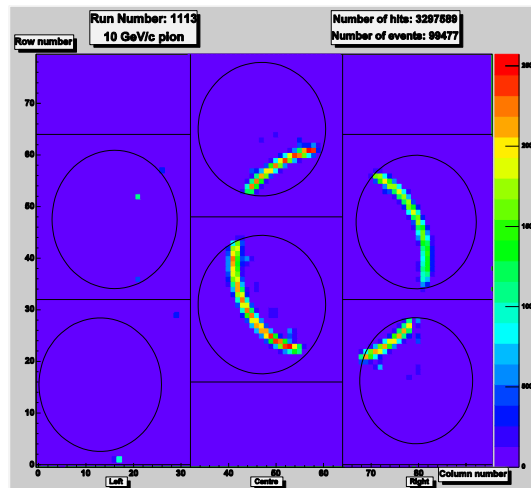 Run Number: 1113
10 GeV/c pion
Number of hits: 3297589
Number of events: 99477
Row number
70
60
50
40
30
20
10
0
0 10 20 30 40 50 60 70 80
Column number
Left
Centre
Right
0